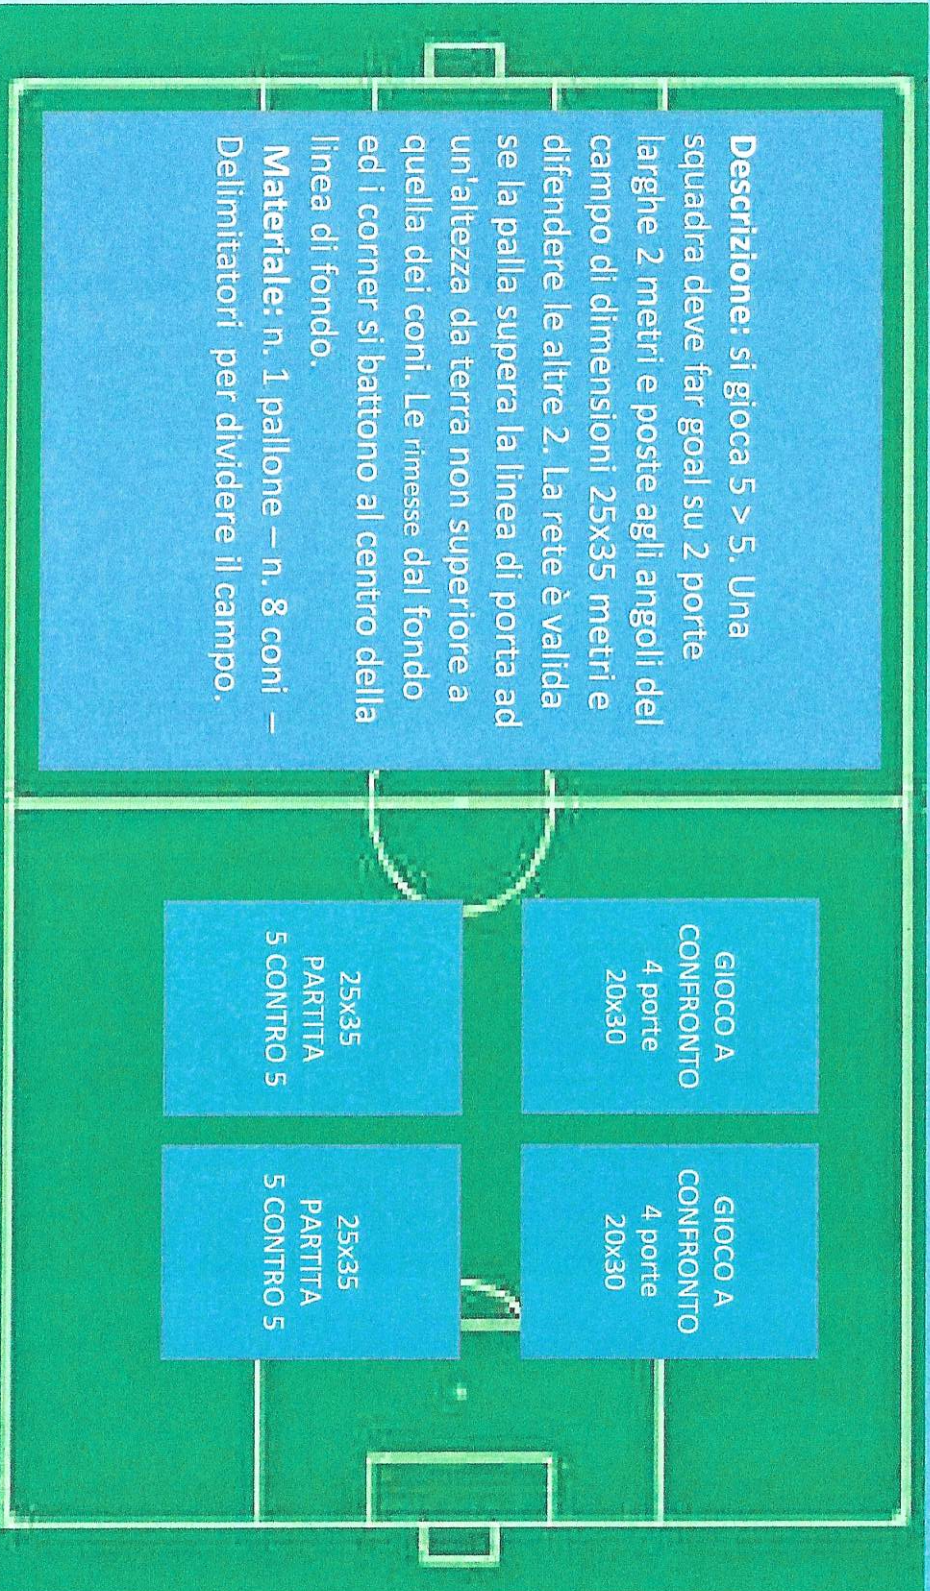 Descrizione: si gioca 5 > 5. Una
squadra deve far goal su 2 porte
larghe 2 metri e poste agli angoli del
campo di dimensioni 25x35 metri e
difendere le altre 2. La rete è valida
se la palla supera la linea di porta ad
un'altezza da terra non superiore a
quella dei coni. Le rimesse dal fondo
ed i corner si battono al centro della
linea di fondo.
Materiale: n. 1 pallone – n. 8 coni –
Delimitatori per dividere il campo.
GIOCO A
CONFRONTO
4 porte
20x30
GIOCO A
CONFRONTO
4 porte
20x30
25x35
PARTITA
5 CONTRO 5
25x35
PARTITA
5 CONTRO 5